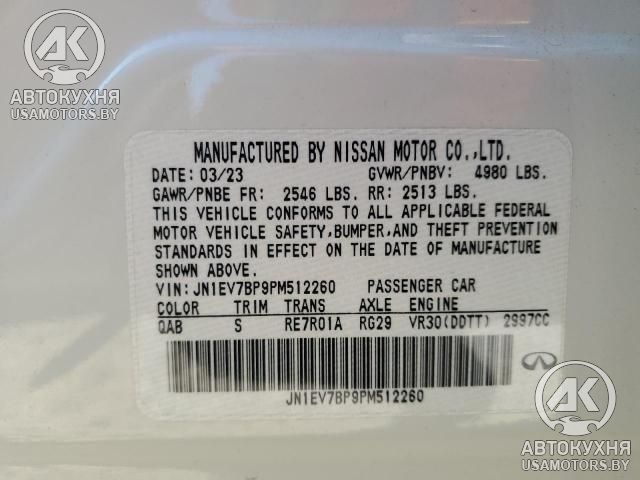 AK
АВТОКУХНЯ
USAMOTORS.BY
MANUFACTURED BY NISSAN MOTOR CO.,LTD.
DATE: 03/23 GVWR/PNBV: 4980 LBS.
GAWR/PNBE FR: 2546 LBS. RR: 2513 LBS.
THIS VEHICLE CONFORMS TO ALL APPLICABLE FEDERAL
MOTOR VEHICLE SAFETY,BUMPER,AND THEFT PREVENTION
STANDARDS IN EFFECT ON THE DATE OF MANUFACTURE
SHOWN ABOVE.
VIN: JN1EV7BP9PM512260 PASSENGER CAR
COLOR TRIM TRANS AXLE ENGINE
QAB S RE7R01A RG29 VR30(DDTT) 2997CC
JN1EV7BP9PM512260
AK
АВТОКУХНЯ
USAMOTORS.BY